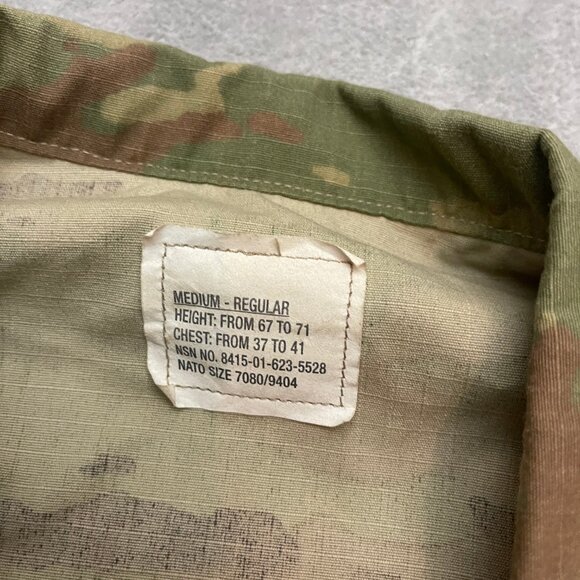 MEDIUM - REGULAR
HEIGHT: FROM 67 TO 71
CHEST: FROM 37 TO 41
NSN NO. 8415-01-623-5528
NATO SIZE 7080/9404